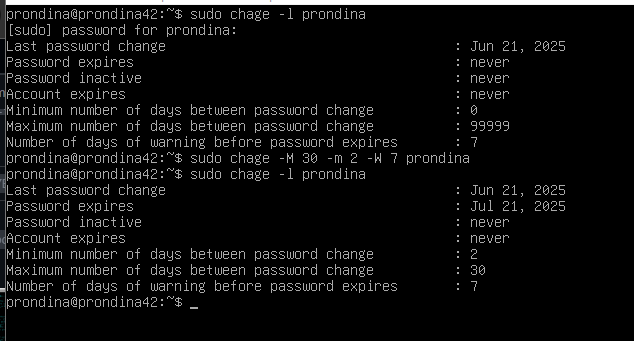 prondina@prondina42:~$ sudo chage -l prondina
[sudo] password for prondina:
Last password change : Jun 21, 2025
Password expires : never
Password inactive : never
Account expires : never
Minimum number of days between password change : 0
Maximum number of days between password change : 99999
Number of days of warning before password expires : 7
prondina@prondina42:~$ sudo chage -M 30 -m 2 -W 7 prondina
prondina@prondina42:~$ sudo chage -l prondina
Last password change : Jun 21, 2025
Password expires : Jul 21, 2025
Password inactive : never
Account expires : never
Minimum number of days between password change : 2
Maximum number of days between password change : 30
Number of days of warning before password expires : 7
prondina@prondina42:~$ _